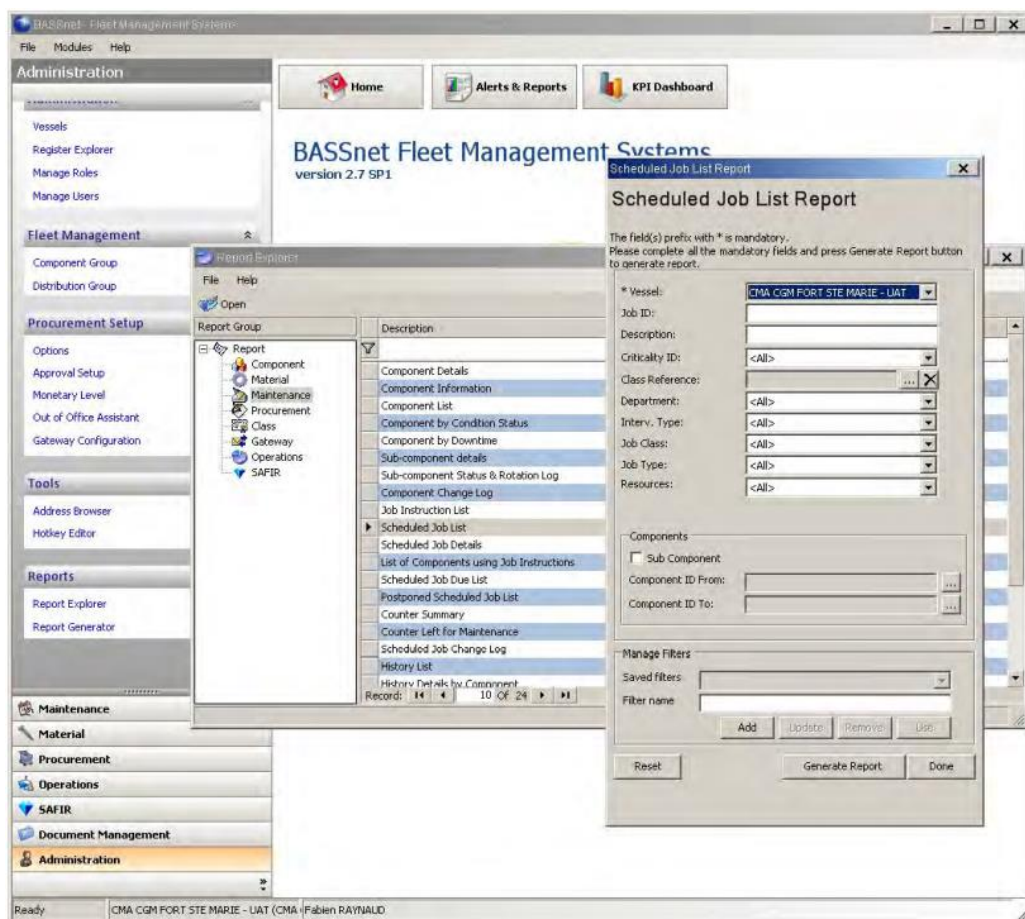 BASSnet - Fleet Management Systems
File Modules Help
Administration
Home
Alerts & Reports
KPI Dashboard
Vessels
Register Explorer
Manage Roles
Manage Users
Fleet Management
Component Group
Distribution Group
Procurement Setup
Options
Approval Setup
Monetary Level
Out of Office Assistant
Gateway Configuration
Tools
Address Browser
Hotkey Editor
Reports
Report Explorer
Report Generator
Maintenance
Material
Procurement
Operations
SAFIR
Document Management
Administration
BASSnet Fleet Management Systems
version 2.7 SP1
Report Explorer
File Help
Open
Report Group
Report
Component
Material
Maintenance
Procurement
Class
Gateway
Operations
SAFIR
Description
Component Details
Component Information
Component List
Component by Condition Status
Component by Downtime
Sub-component details
Sub-component Status & Rotation Log
Component Change Log
Job Instruction List
Scheduled Job List
Scheduled Job Details
List of Components using Job Instructions
Scheduled Job Due List
Postponed Scheduled Job List
Counter Summary
Counter Left for Maintenance
Scheduled Job Change Log
History List
History Details by Component
Record: 10 Of 24
Scheduled Job List Report
Scheduled Job List Report
The field(s) prefix with * is mandatory.
Please complete all the mandatory fields and press Generate Report button
to generate report.
* Vessel: CMA CGM FORT STE MARIE - UAT
Job ID:
Description:
Criticality ID: <All>
Class Reference: ...
Department: <All>
Interv. Type: <All>
Job Class: <All>
Job Type: <All>
Resources: <All>
Components
Sub Component
Component ID From: ...
Component ID To: ...
Manage Filters
Saved filters
Filter name
Add Update Remove Use
Reset Generate Report Done
Ready CMA CGM FORT STE MARIE - UAT (CMA Fabien RAYNAUD